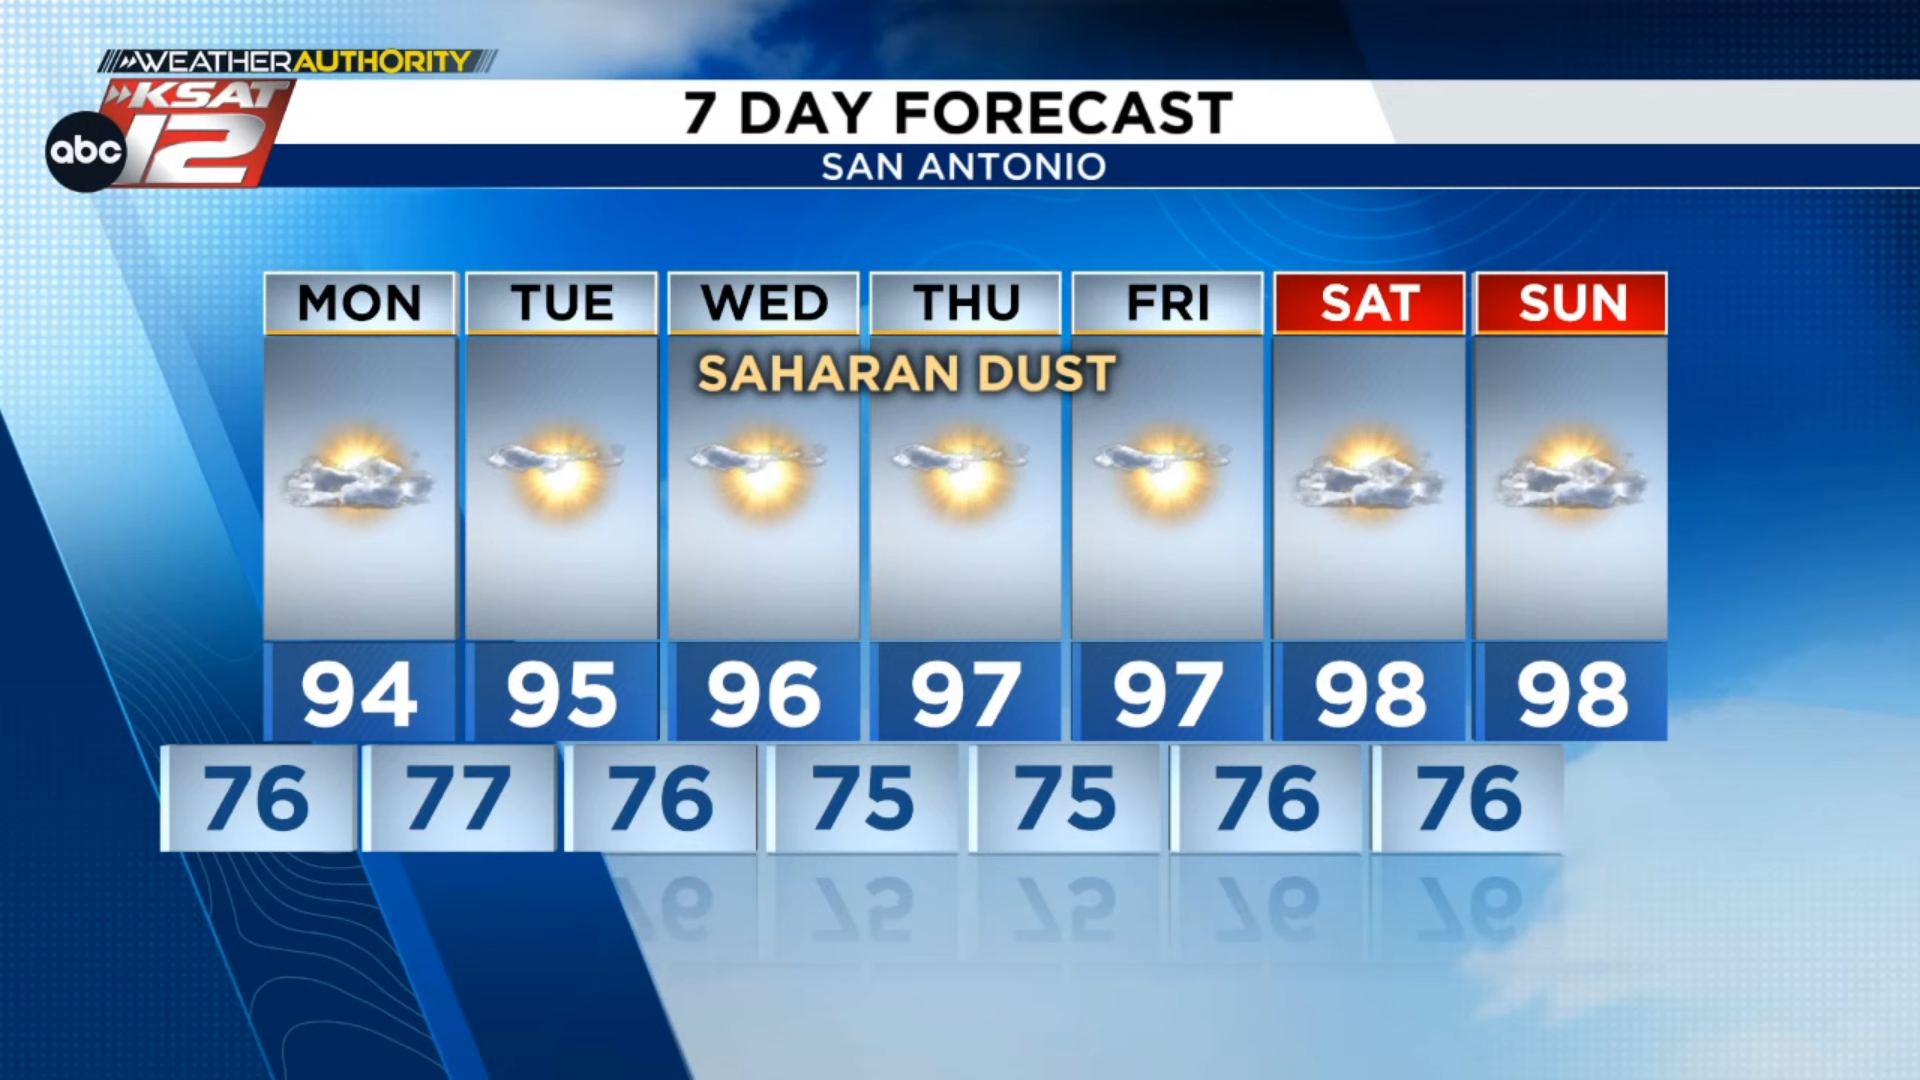 WEATHERAUTHORITY
KSAT
abc 12
7 DAY FORECAST
SAN ANTONIO
MON TUE WED THU FRI SAT SUN
SAHARAN DUST
94 95 96 97 97 98 98
76 77 76 75 75 76 76